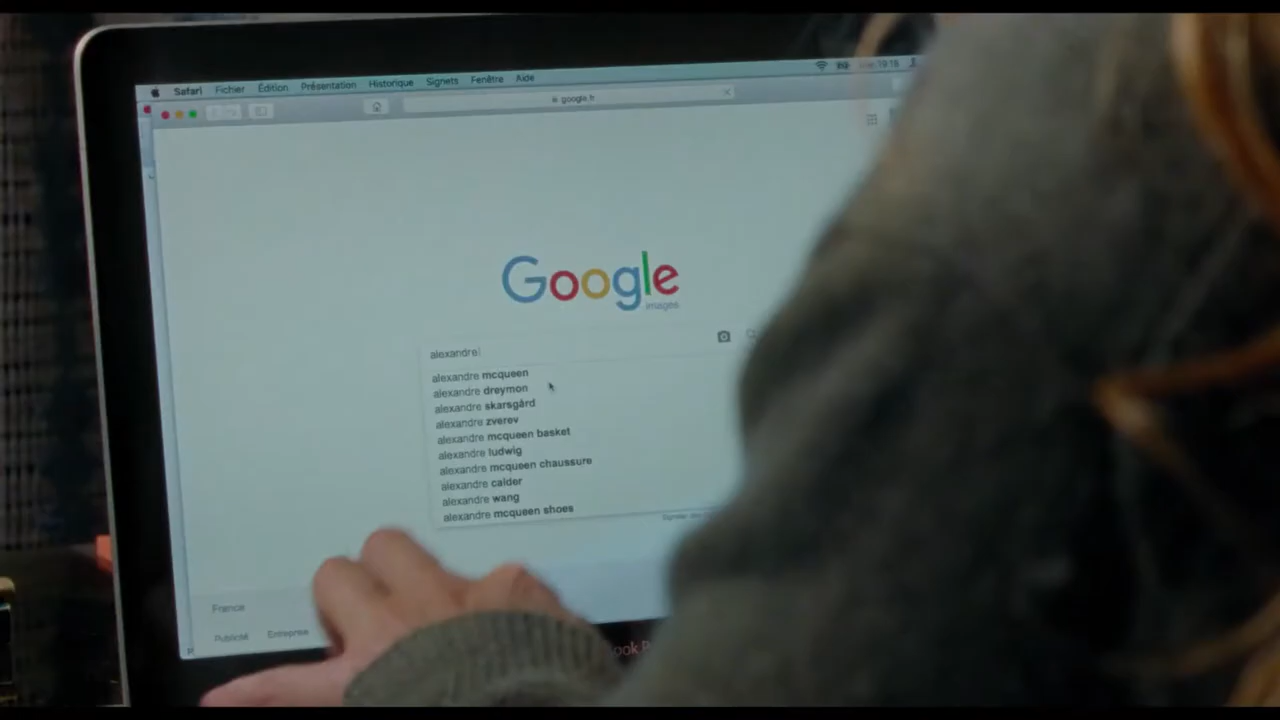 Safari Fichier Édition Présentation Historique Signets Fenêtre Aide
19:16
google.fr
Google
images
alexandre
alexandre mcqueen
alexandre dreymon
alexandre skarsgård
alexandre zverev
alexandre mcqueen basket
alexandre ludwig
alexandre mcqueen chaussure
alexandre calder
alexandre wang
alexandre mcqueen shoes
France
Publicité Entreprise